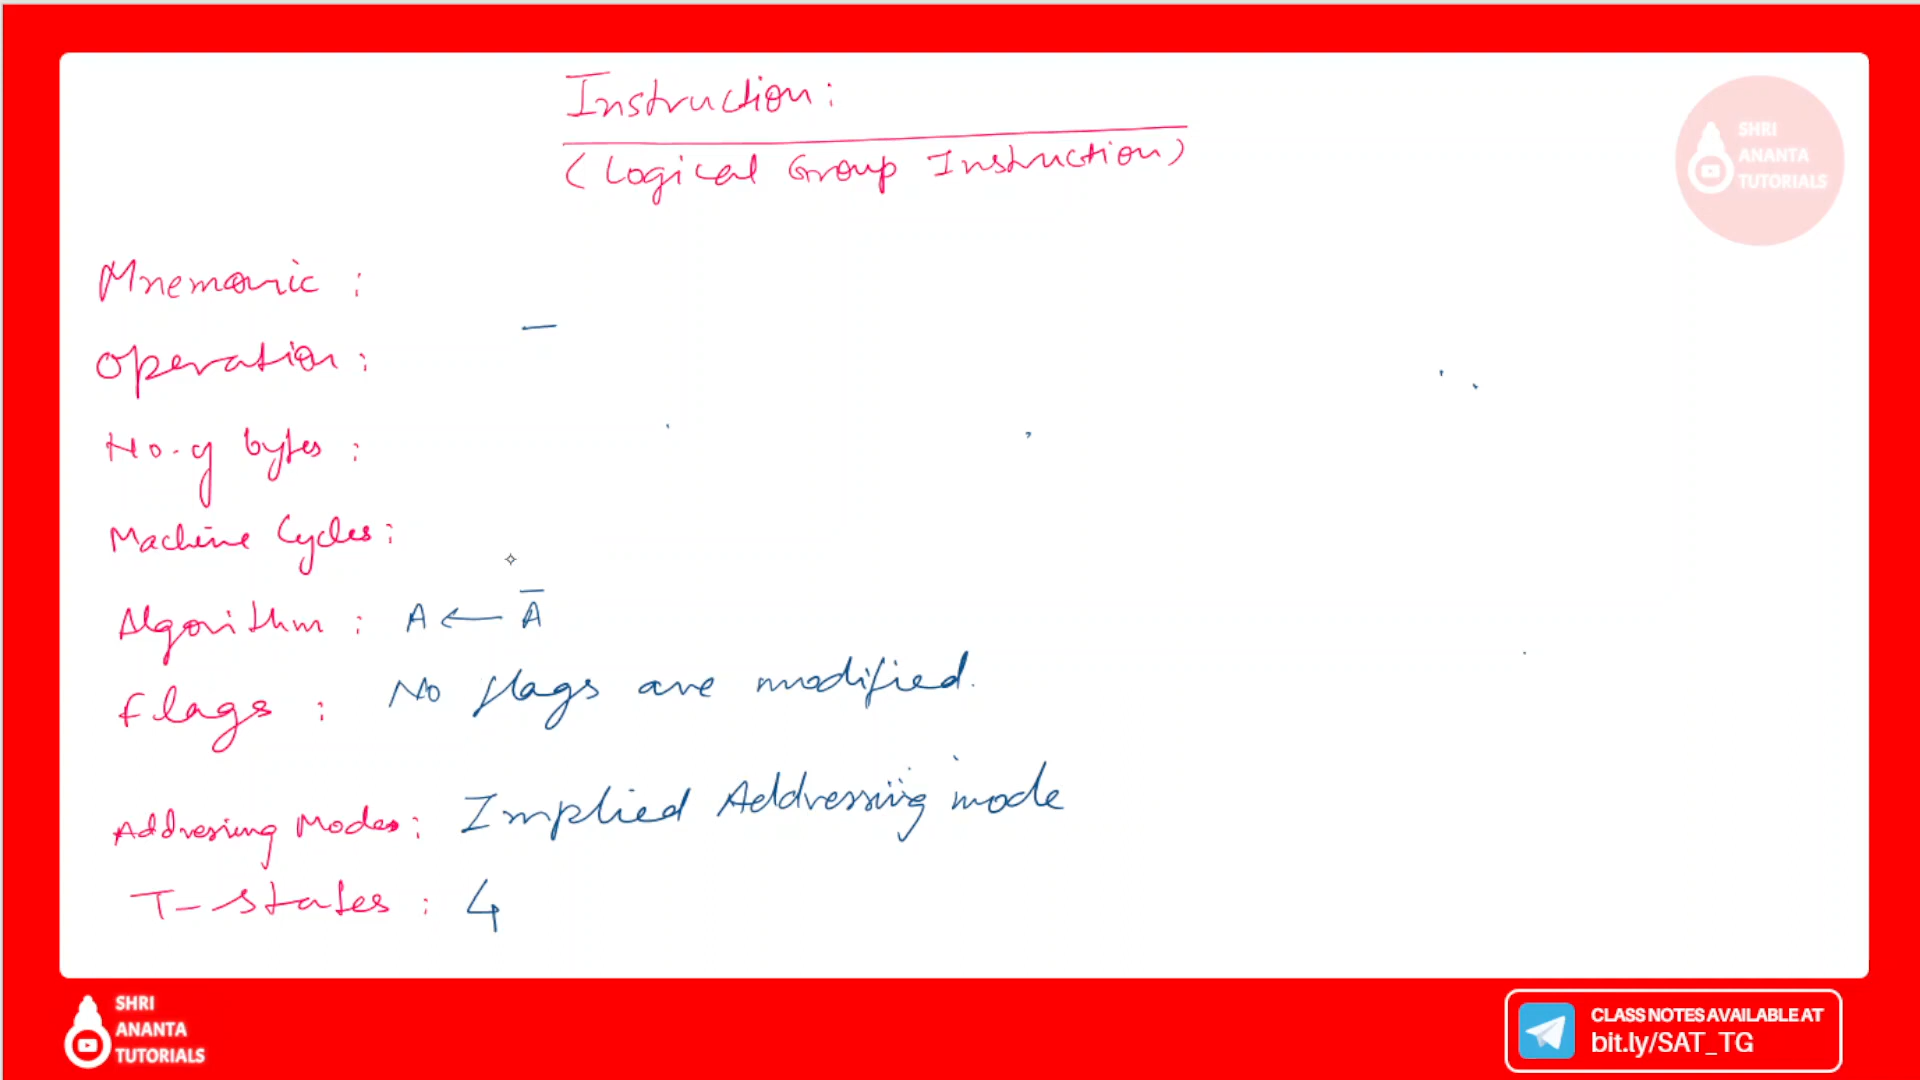 Instruction:
(Logical Group Instruction)
SHRI
ANANTA
TUTORIALS
Mnemonic :
Operation :
No. of bytes :
Machine Cycles :
Algorithm : A ← A̅
Flags : No flags are modified.
Addressing Modes : Implied Addressing mode
T-states : 4
SHRI
ANANTA
TUTORIALS
CLASS NOTES AVAILABLE AT
bit.ly/SAT_TG